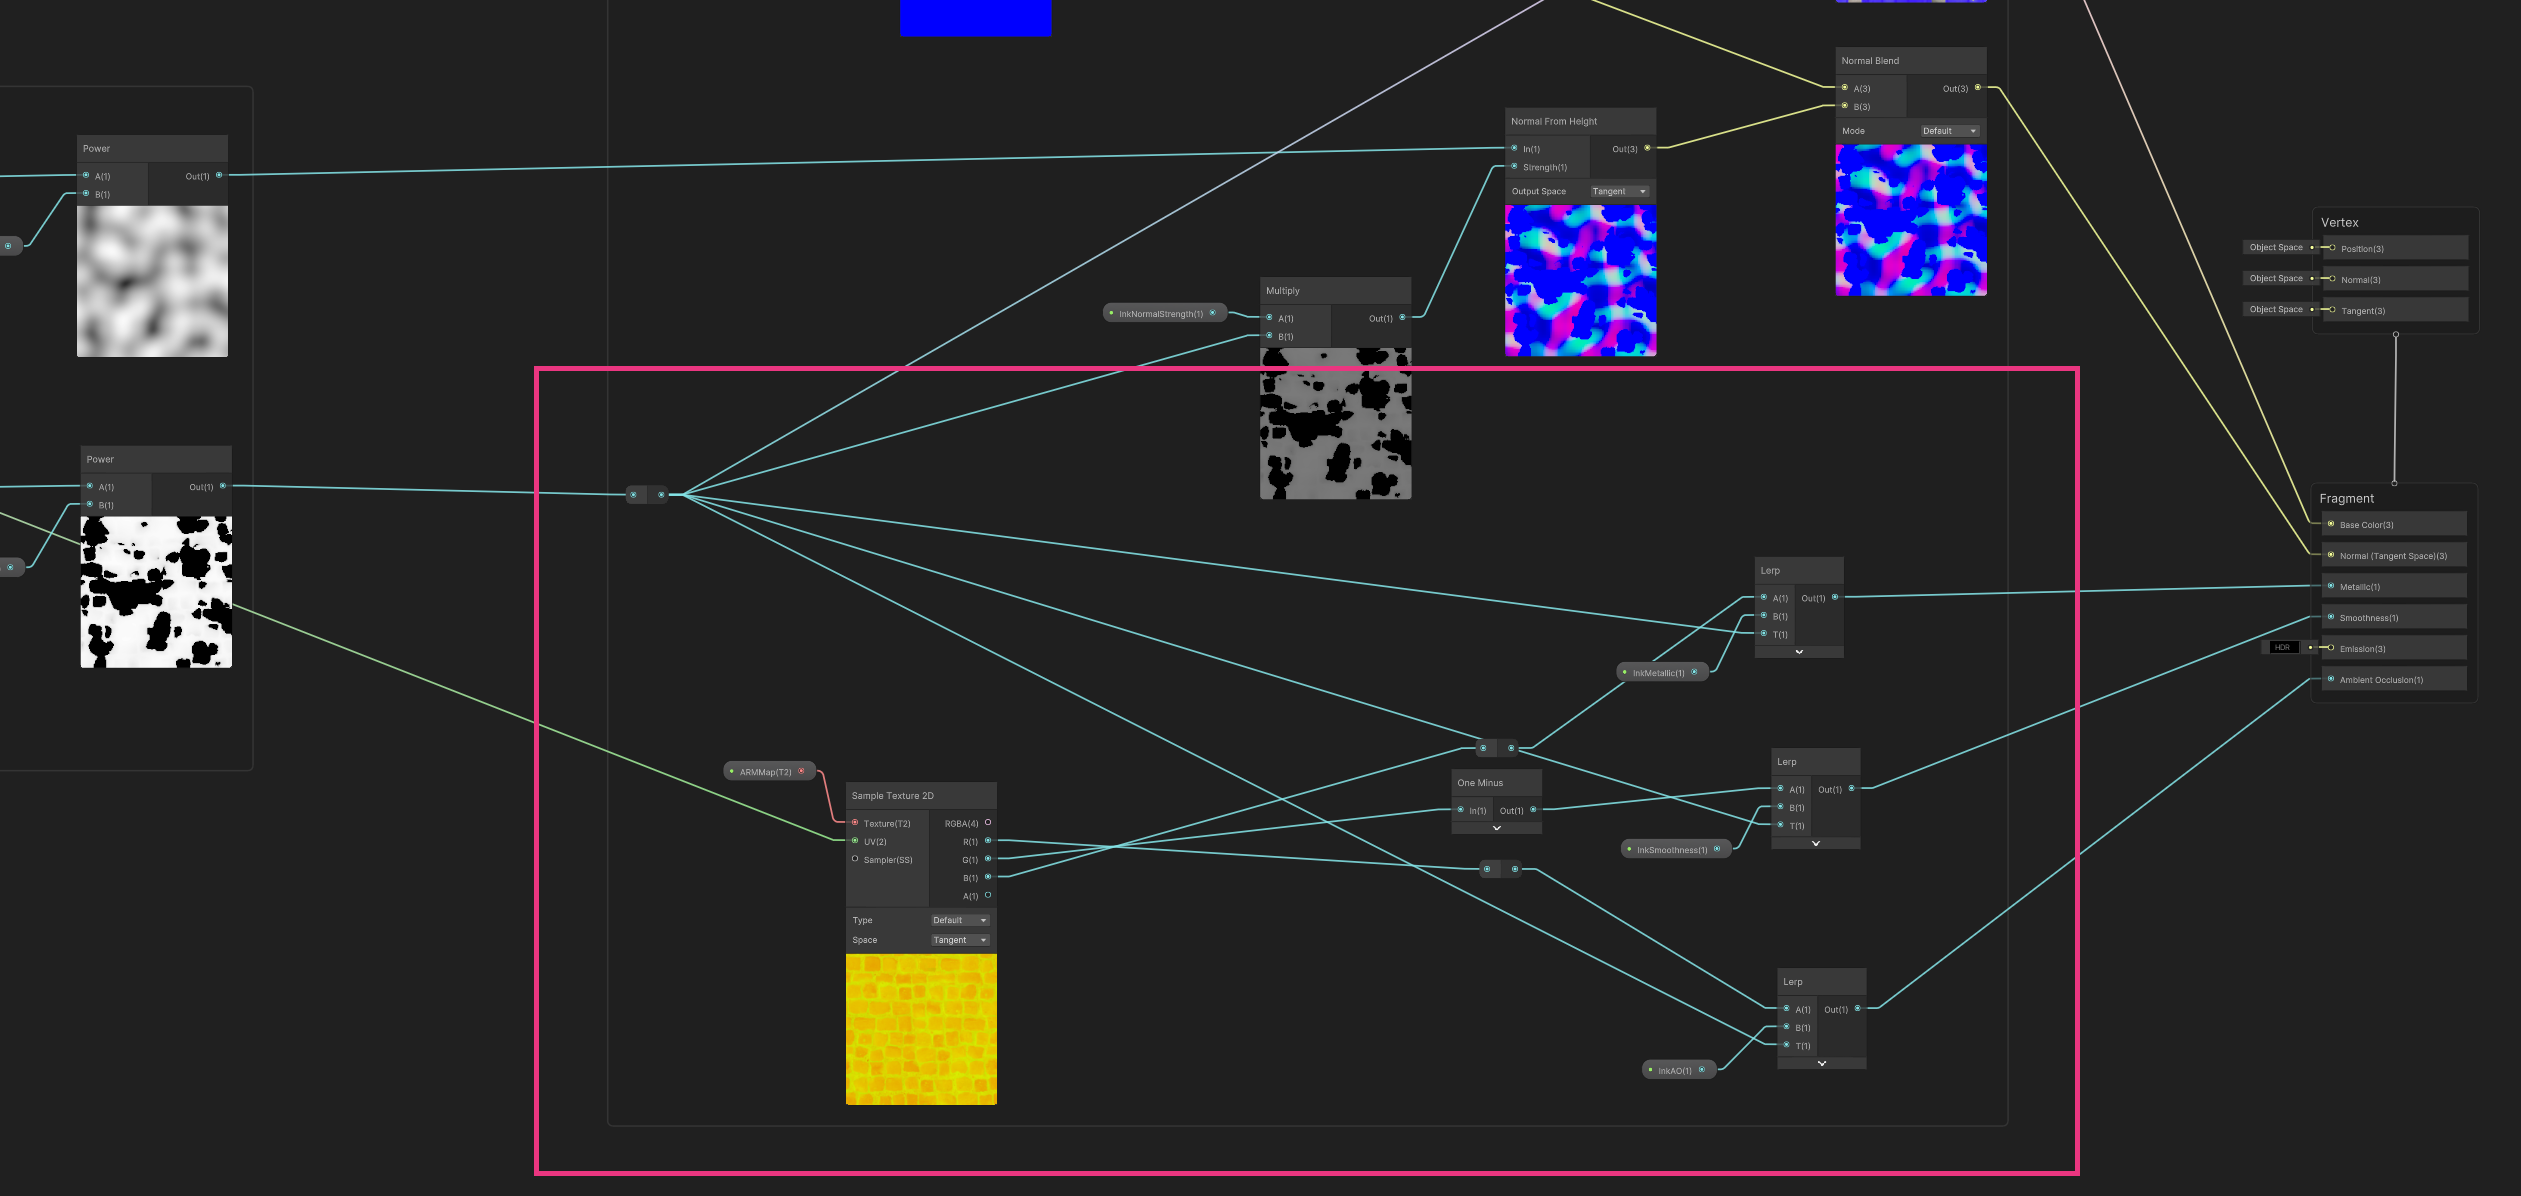 Normal Blend
A(3)
Out(3)
B(3)
Mode
Default
Normal From Height
In(1)
Out(3)
Strength(1)
Output Space
Tangent
Power
A(1)
Out(1)
B(1)
Vertex
Object Space
Position(3)
Object Space
Normal(3)
Object Space
Tangent(3)
Multiply
InkNormalStrength(1)
A(1)
Out(1)
B(1)
Power
A(1)
Out(1)
B(1)
Fragment
Base Color(3)
Normal (Tangent Space)(3)
Metallic(1)
Smoothness(1)
HDR
Emission(3)
Ambient Occlusion(1)
Lerp
A(1)
Out(1)
B(1)
T(1)
InkMetallic(1)
ARMMap(T2)
Sample Texture 2D
Texture(T2)
RGBA(4)
UV(2)
R(1)
Sampler(SS)
G(1)
B(1)
A(1)
Type
Default
Space
Tangent
One Minus
In(1)
Out(1)
Lerp
A(1)
Out(1)
B(1)
T(1)
InkSmoothness(1)
Lerp
A(1)
Out(1)
B(1)
T(1)
InkAO(1)